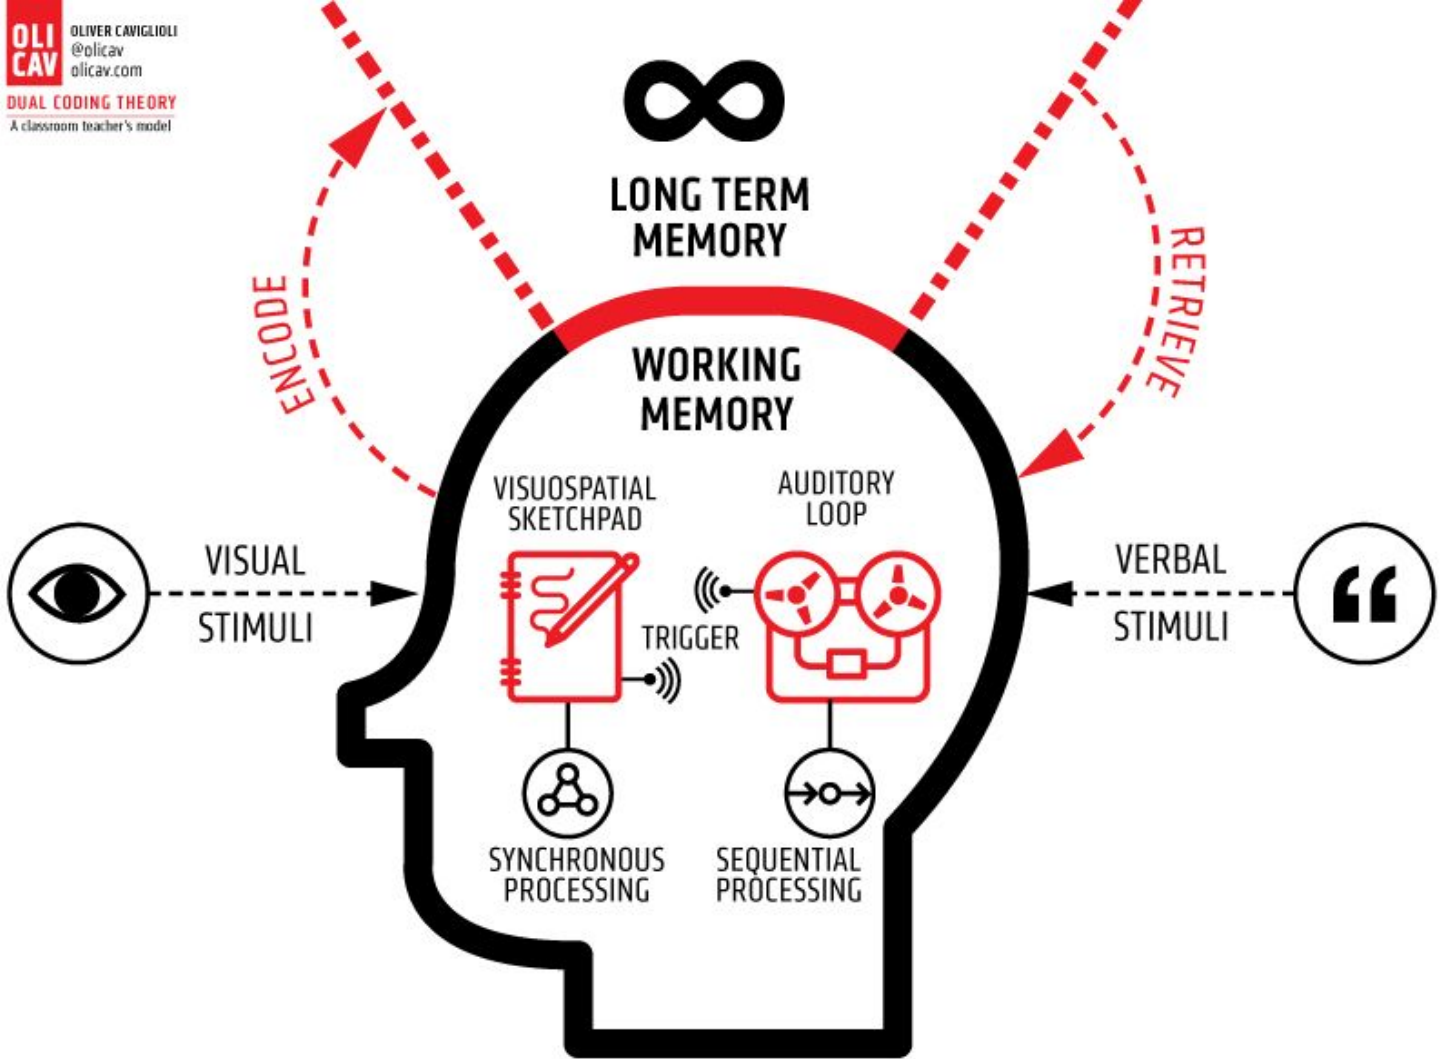 OLI
CAV
OLIVER CAVIGLIOLI
@olicav
olicav.com
DUAL CODING THEORY
A classroom teacher's model
LONG TERM
MEMORY
ENCODE
RETRIEVE
WORKING
MEMORY
VISUOSPATIAL
SKETCHPAD
AUDITORY
LOOP
VISUAL
STIMULI
TRIGGER
VERBAL
STIMULI
SYNCHRONOUS
PROCESSING
SEQUENTIAL
PROCESSING